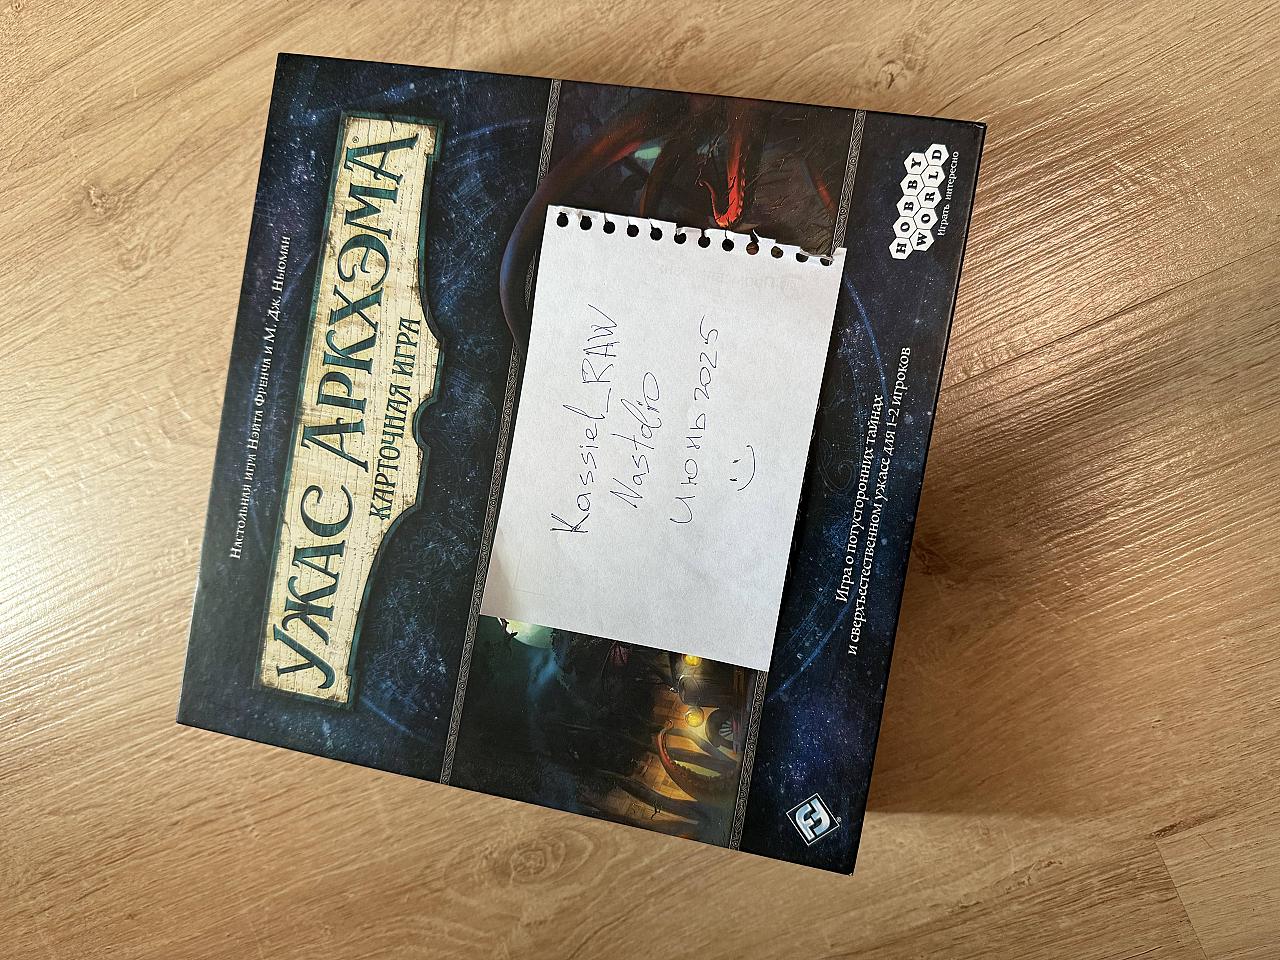 Настольная игра Нэйта Френча и М. Дж. Ньюман
УЖАС АРКХЭМА®
КАРТОЧНАЯ ИГРА
Kassiel_RAW
Nastolio
Июнь 2025
:)
Игра о потусторонних тайнах
и сверхъестественном ужасе для 1–2 игроков
HOBBY
WORLD
Играть интересно